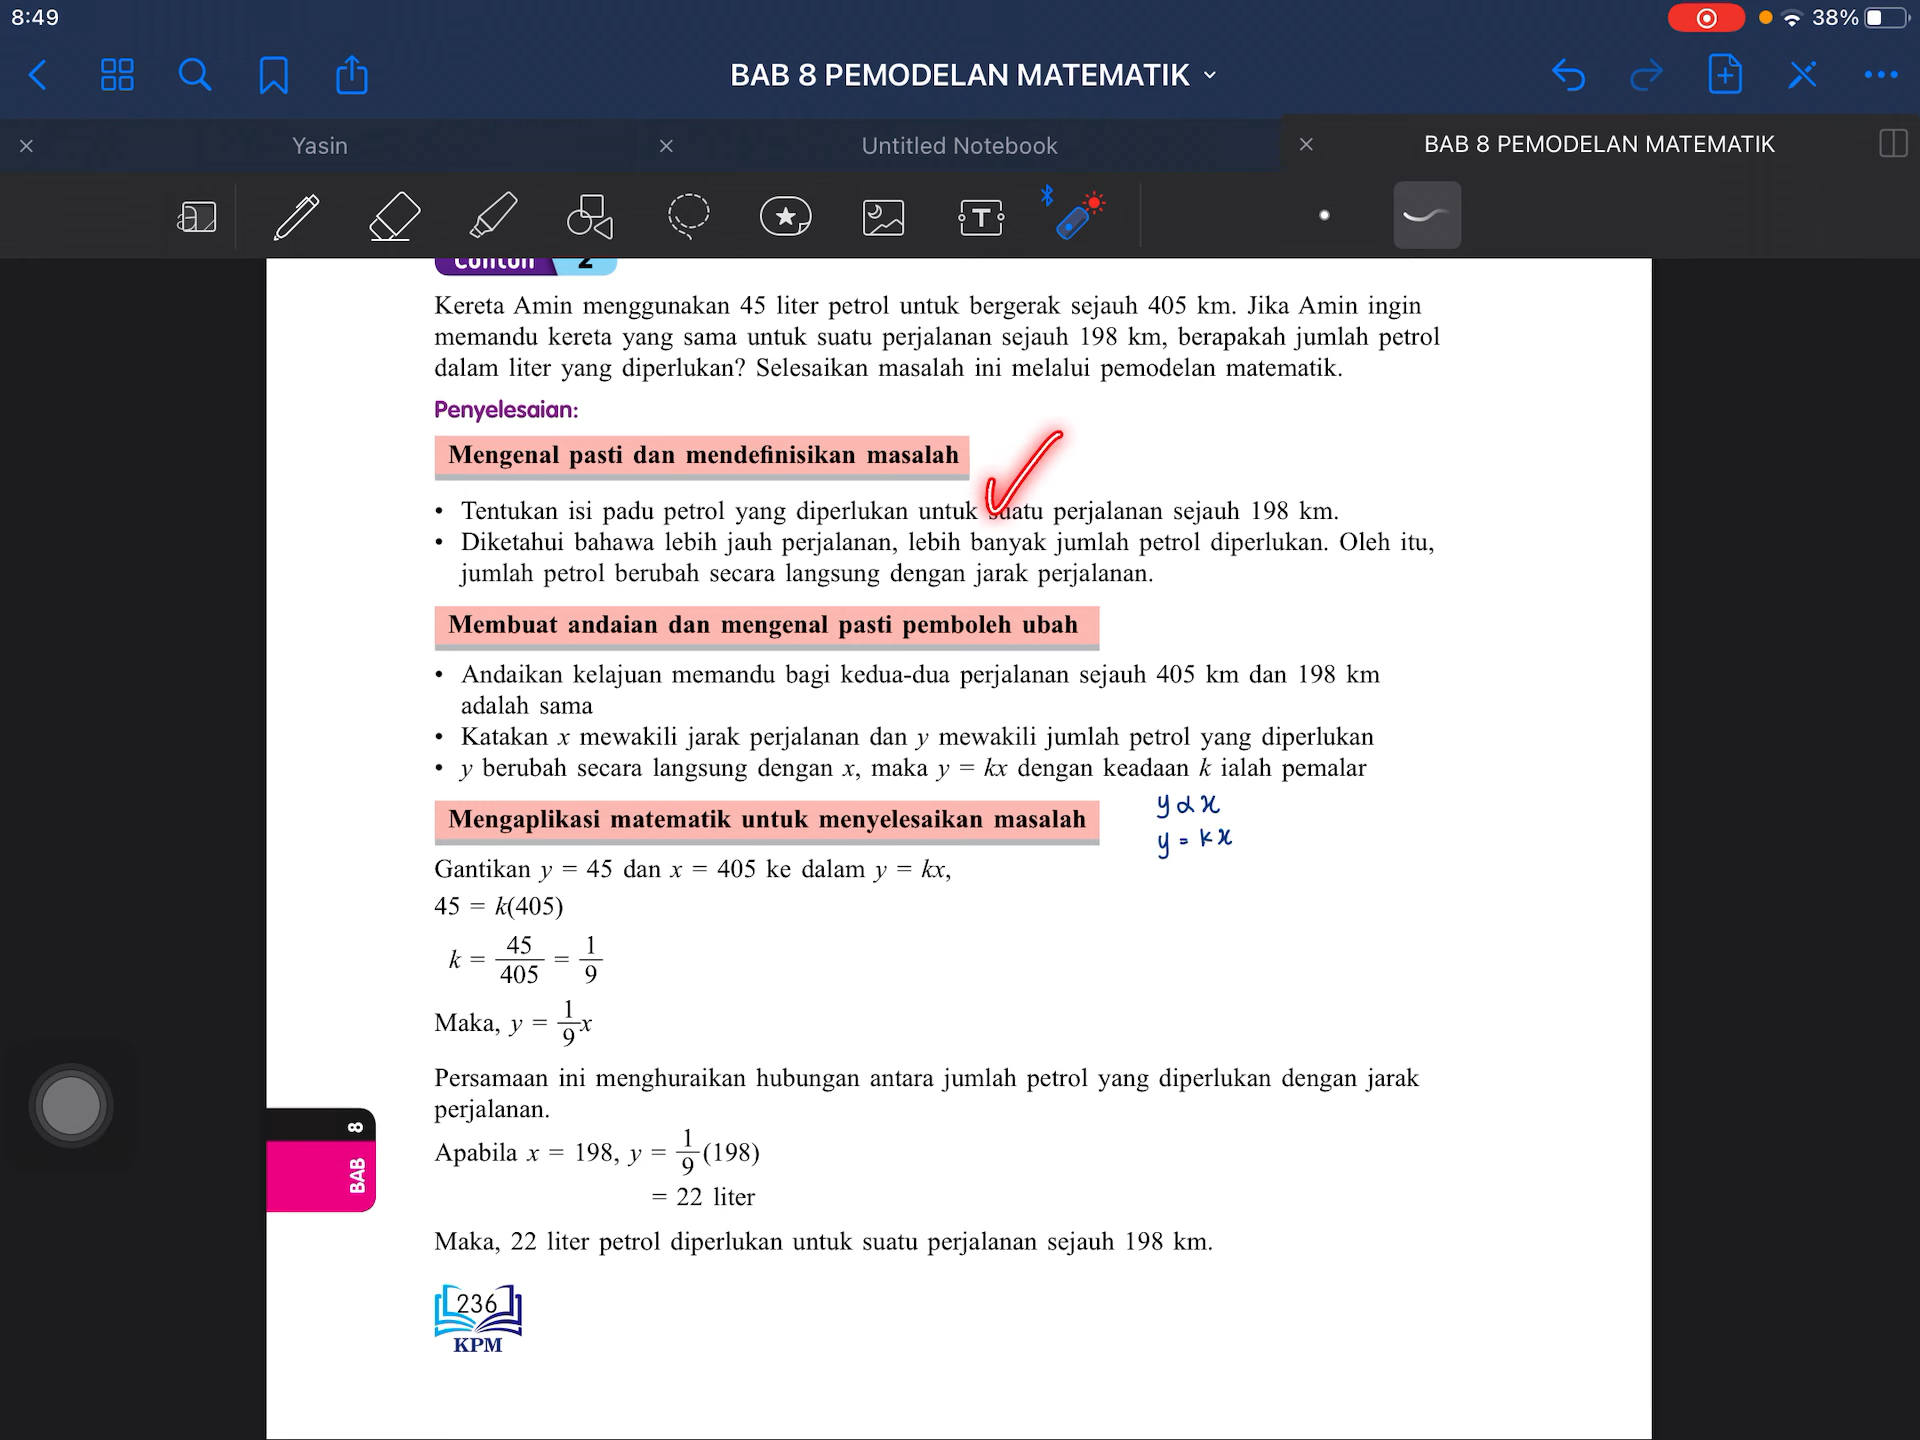 8:49
38%
BAB 8 PEMODELAN MATEMATIK
Yasin
Untitled Notebook
BAB 8 PEMODELAN MATEMATIK
Contoh 2
Kereta Amin menggunakan 45 liter petrol untuk bergerak sejauh 405 km. Jika Amin ingin
memandu kereta yang sama untuk suatu perjalanan sejauh 198 km, berapakah jumlah petrol
dalam liter yang diperlukan? Selesaikan masalah ini melalui pemodelan matematik.
Penyelesaian:
Mengenal pasti dan mendefinisikan masalah
• Tentukan isi padu petrol yang diperlukan untuk suatu perjalanan sejauh 198 km.
• Diketahui bahawa lebih jauh perjalanan, lebih banyak jumlah petrol diperlukan. Oleh itu,
jumlah petrol berubah secara langsung dengan jarak perjalanan.
Membuat andaian dan mengenal pasti pemboleh ubah
• Andaikan kelajuan memandu bagi kedua-dua perjalanan sejauh 405 km dan 198 km
adalah sama
• Katakan x mewakili jarak perjalanan dan y mewakili jumlah petrol yang diperlukan
• y berubah secara langsung dengan x, maka y = kx dengan keadaan k ialah pemalar
Mengaplikasi matematik untuk menyelesaikan masalah
y α x
y = kx
Gantikan y = 45 dan x = 405 ke dalam y = kx,
45 = k(405)
k = 45/405 = 1/9
Maka, y = 1/9 x
Persamaan ini menghuraikan hubungan antara jumlah petrol yang diperlukan dengan jarak
perjalanan.
Apabila x = 198, y = 1/9 (198)
= 22 liter
Maka, 22 liter petrol diperlukan untuk suatu perjalanan sejauh 198 km.
BAB 8
236
KPM